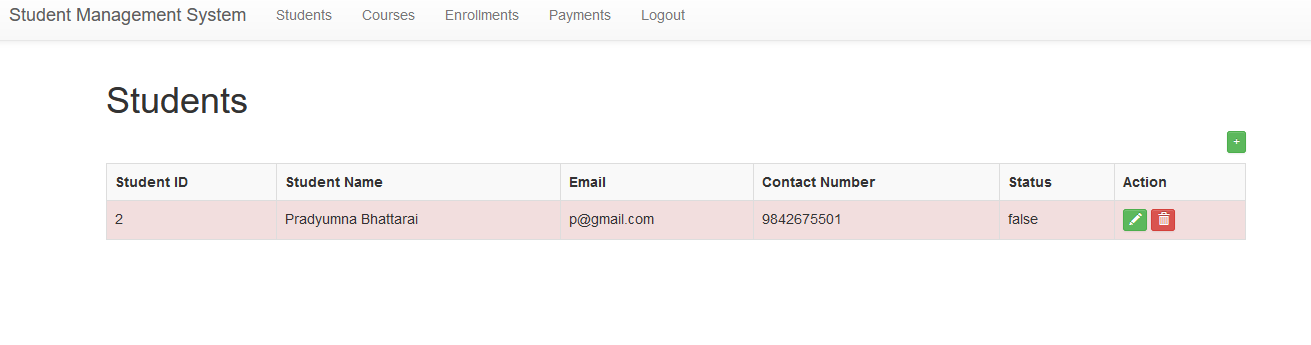 Student Management System Students Courses Enrollments Payments Logout
Students
+
Student ID Student Name Email Contact Number Status Action
2 Pradyumna Bhattarai p@gmail.com 9842675501 false